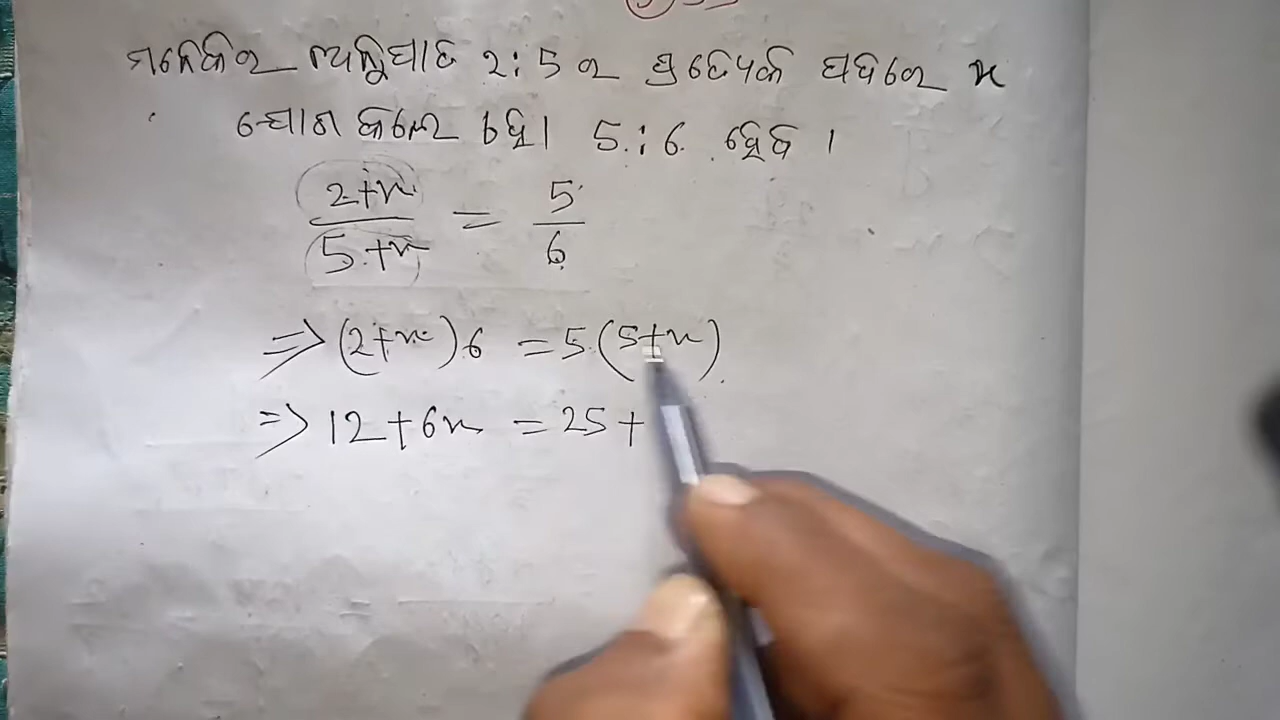 ମନେକର ଅନୁପାତ 2:5 ର ପ୍ରତ୍ୟେକ ପଦରେ x
ଯୋଗ କଲେ ତାହା 5:6 ହେବ ।
2+x / 5+x = 5 / 6
⇒ (2+x)6 = 5(5+x)
⇒ 12+6x = 25+